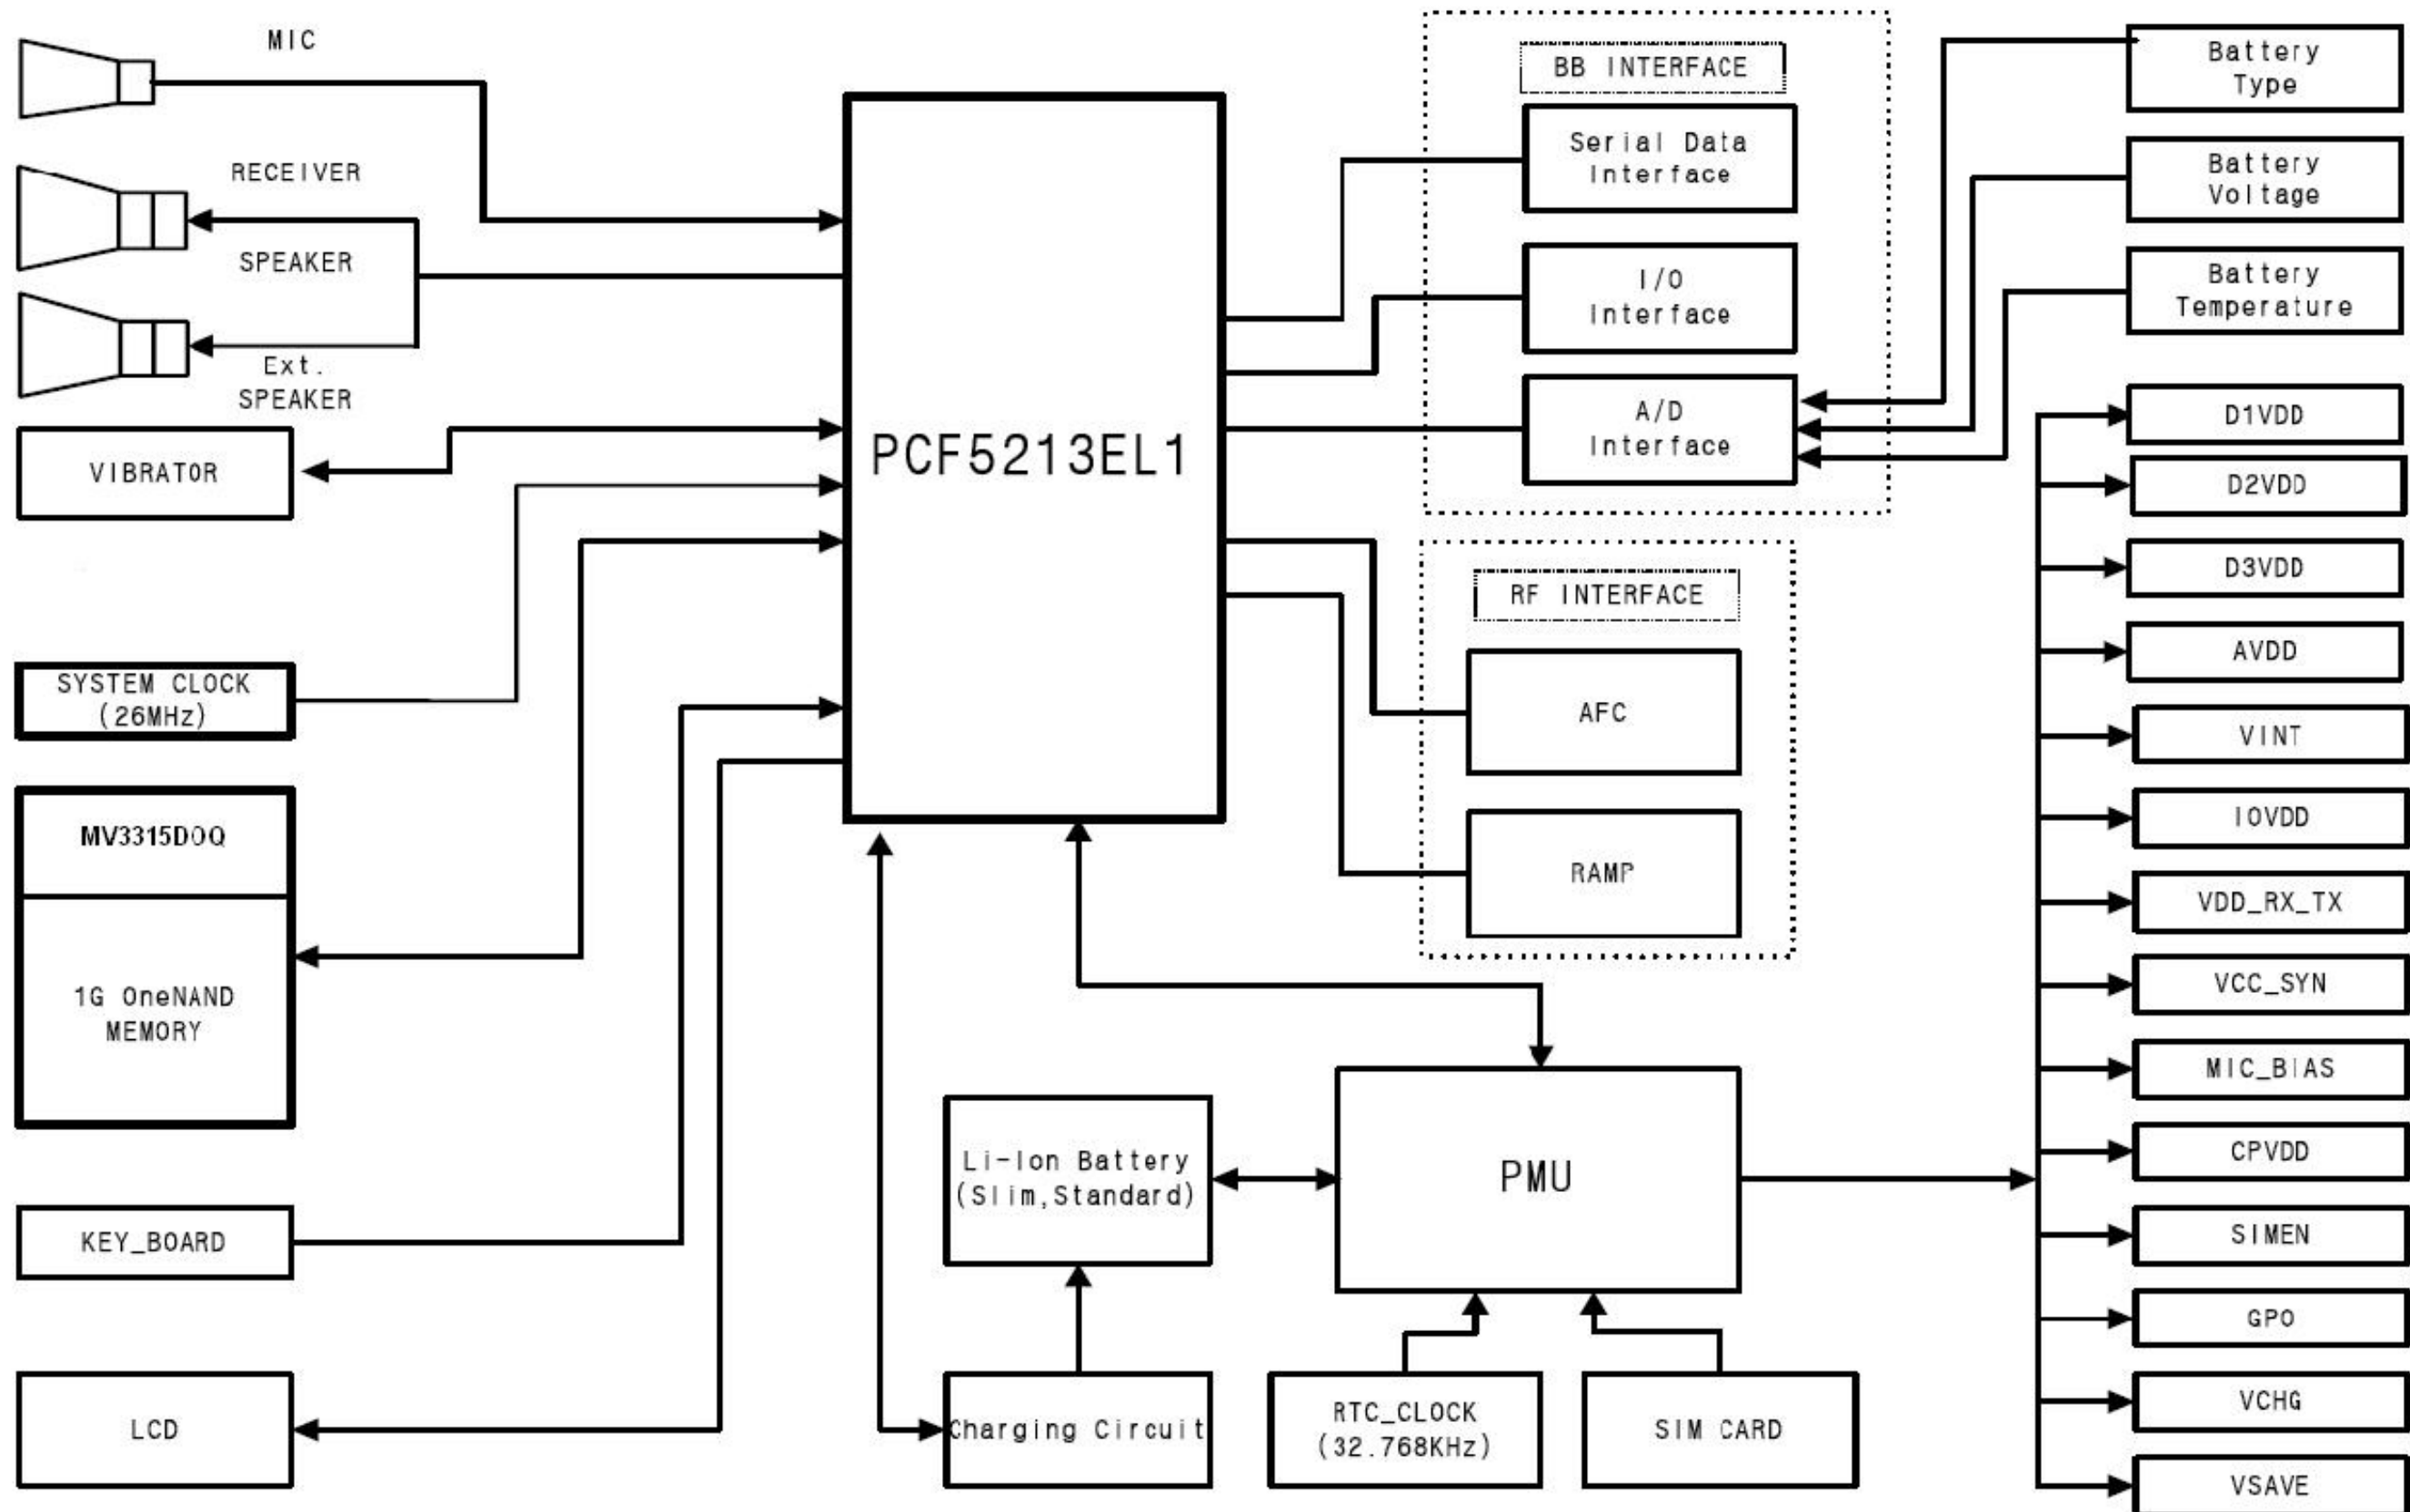 MIC
RECEIVER
SPEAKER
Ext.
SPEAKER
VIBRATOR
SYSTEM CLOCK
(26MHz)
MV3315DOQ
1G OneNAND
MEMORY
KEY_BOARD
LCD
PCF5213EL1
BB INTERFACE
Serial Data
Interface
I/O
Interface
A/D
Interface
RF INTERFACE
AFC
RAMP
Li-Ion Battery
(Slim,Standard)
PMU
Charging Circuit
RTC_CLOCK
(32.768KHz)
SIM CARD
Battery
Type
Battery
Voltage
Battery
Temperature
D1VDD
D2VDD
D3VDD
AVDD
VINT
IOVDD
VDD_RX_TX
VCC_SYN
MIC_BIAS
CPVDD
SIMEN
GPO
VCHG
VSAVE